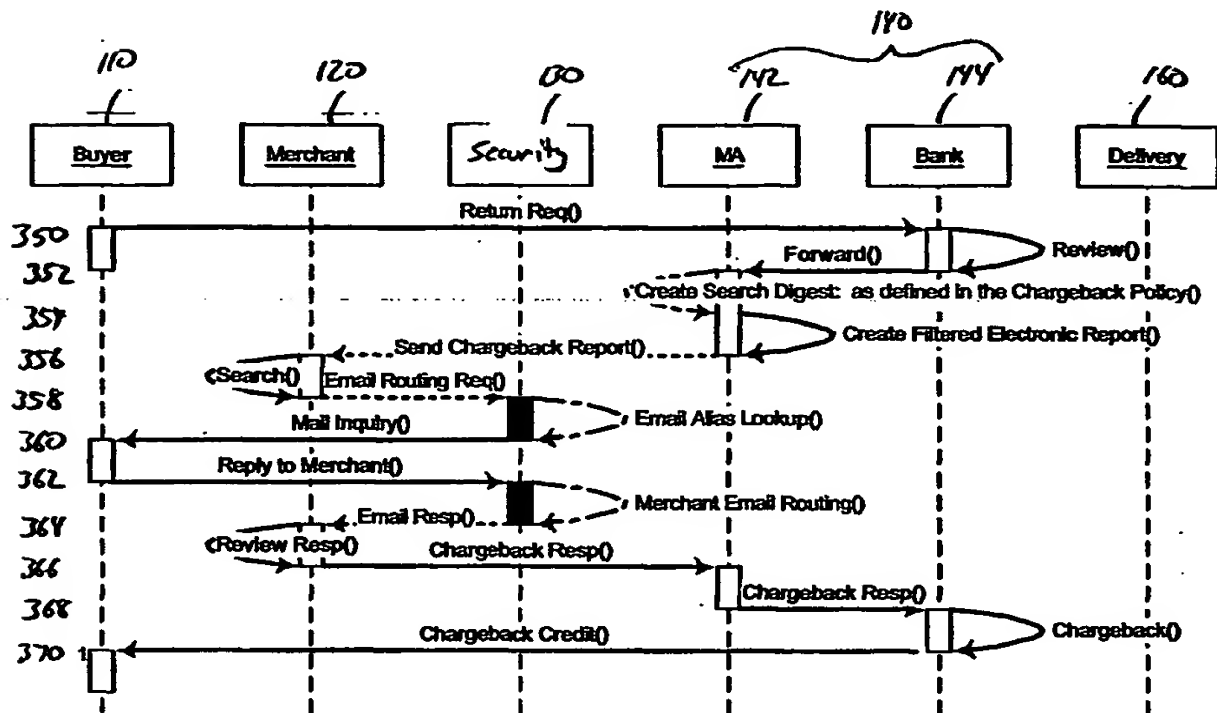 140
110 120 130 142 144 160
Buyer Merchant Security MA Bank Delivery
Return Req()
350
Review()
Forward()
352
Create Search Digest: as defined in the Chargeback Policy()
354
Create Filtered Electronic Report()
Send Chargeback Report()
356
Search() Email Routing Req()
358
Email Alias Lookup()
Mail Inquiry()
360
Reply to Merchant()
362
Merchant Email Routing()
Email Resp()
364
Review Resp() Chargeback Resp()
366
Chargeback Resp()
368
Chargeback()
Chargeback Credit()
370